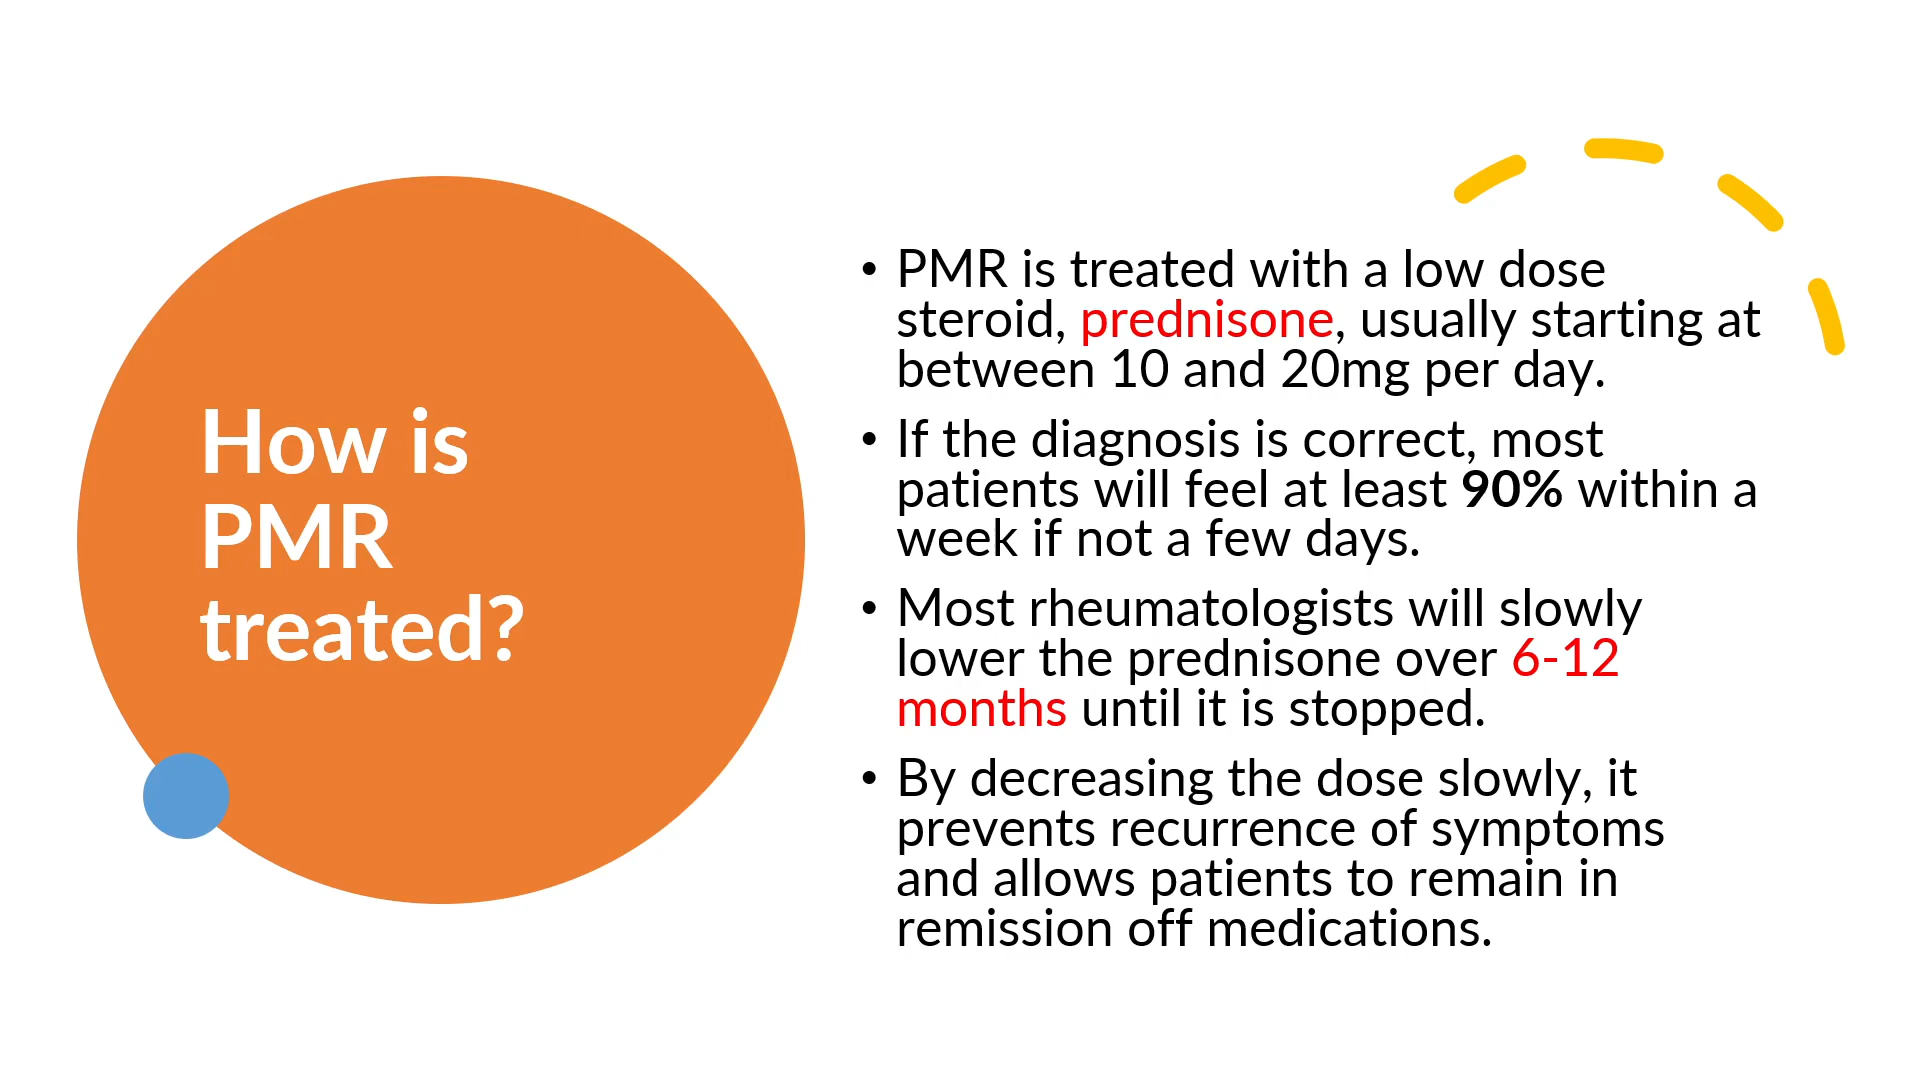 How is
PMR
treated?
• PMR is treated with a low dose
steroid, prednisone, usually starting at
between 10 and 20mg per day.
• If the diagnosis is correct, most
patients will feel at least 90% within a
week if not a few days.
• Most rheumatologists will slowly
lower the prednisone over 6-12
months until it is stopped.
• By decreasing the dose slowly, it
prevents recurrence of symptoms
and allows patients to remain in
remission off medications.